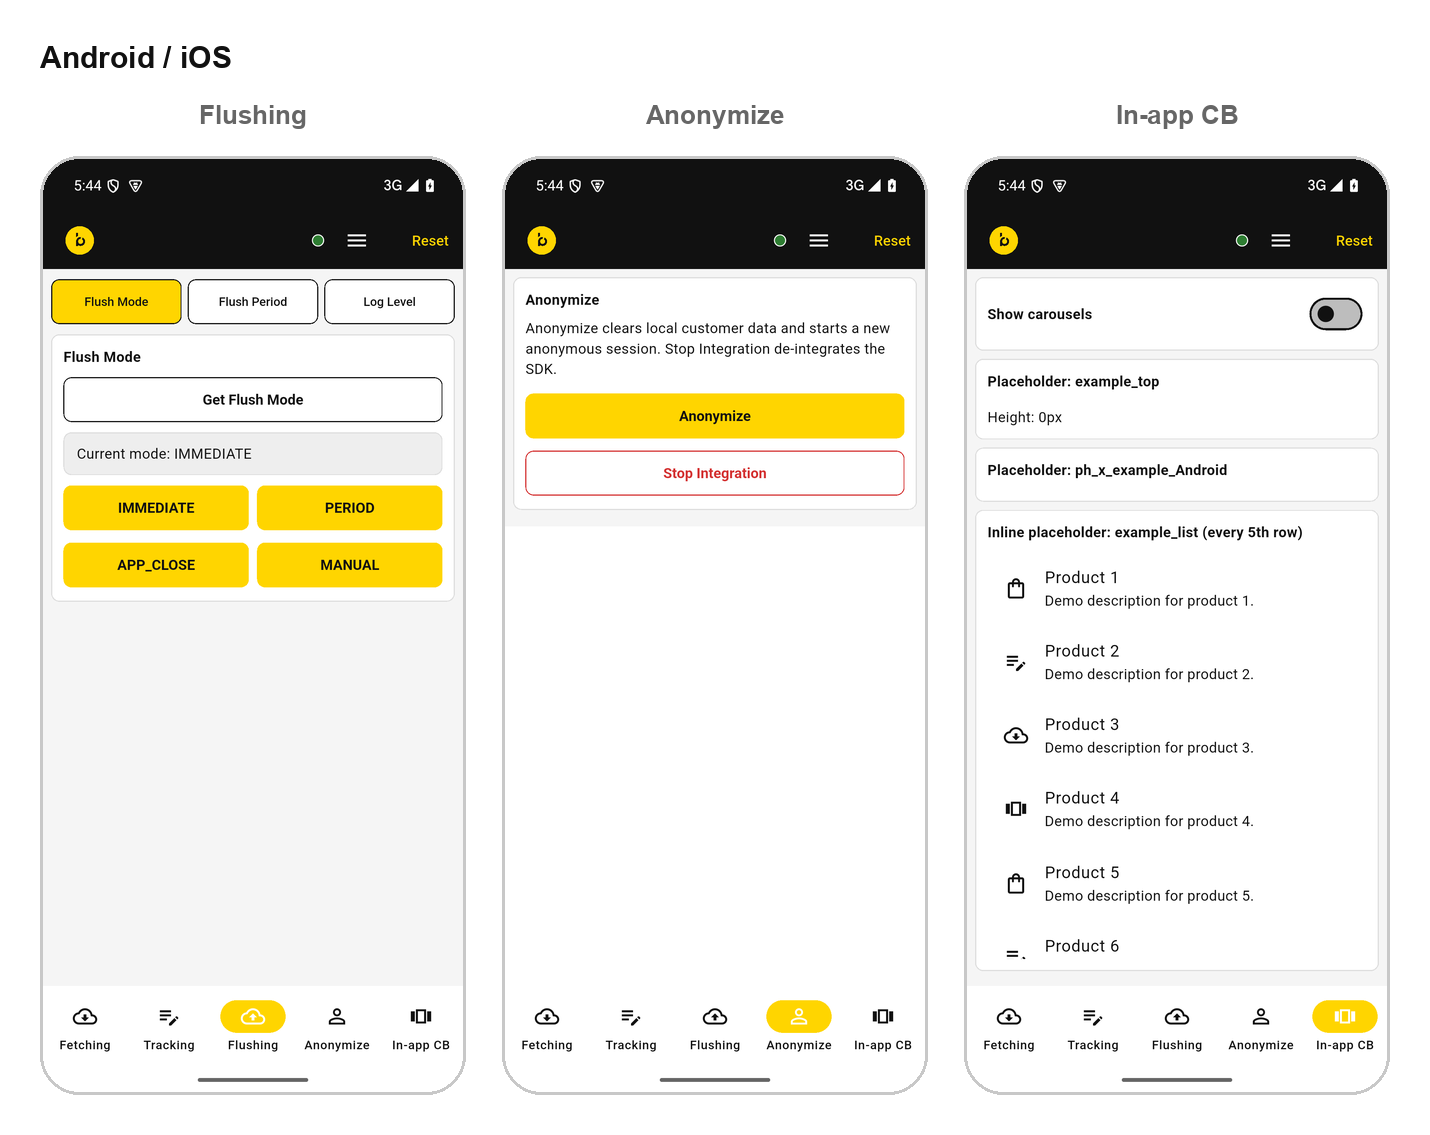 Android / iOS
Flushing
5:44
3G
Reset
Flush Mode
Flush Period
Log Level
Flush Mode
Get Flush Mode
Current mode: IMMEDIATE
IMMEDIATE
PERIOD
APP_CLOSE
MANUAL
Fetching
Tracking
Flushing
Anonymize
In-app CB
Anonymize
5:44
3G
Reset
Anonymize
Anonymize clears local customer data and starts a new
anonymous session. Stop Integration de-integrates the
SDK.
Anonymize
Stop Integration
Fetching
Tracking
Flushing
Anonymize
In-app CB
In-app CB
5:44
3G
Reset
Show carousels
Placeholder: example_top
Height: 0px
Placeholder: ph_x_example_Android
Inline placeholder: example_list (every 5th row)
Product 1
Demo description for product 1.
Product 2
Demo description for product 2.
Product 3
Demo description for product 3.
Product 4
Demo description for product 4.
Product 5
Demo description for product 5.
Product 6
Fetching
Tracking
Flushing
Anonymize
In-app CB